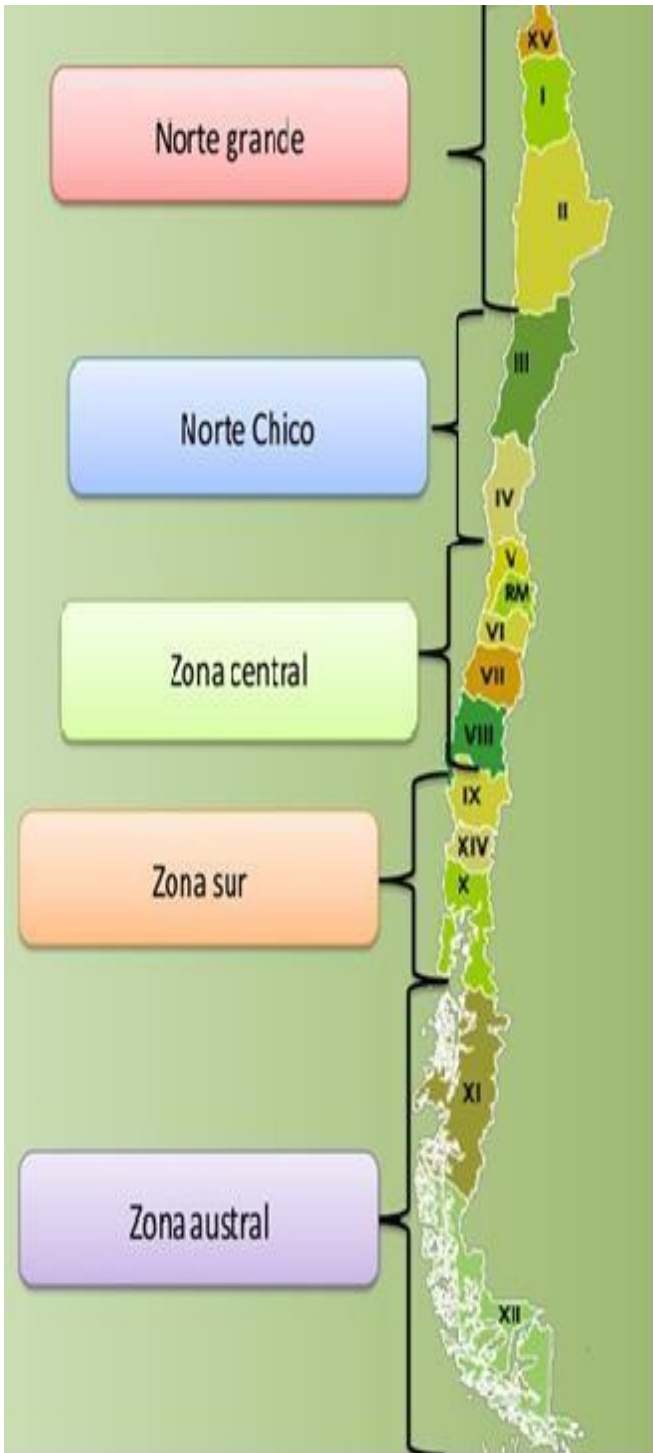 XV
I
Norte grande
II
III
Norte Chico
IV
V
RM
VI
Zona central
VII
VIII
IX
XIV
Zona sur
X
XI
Zona austral
XII